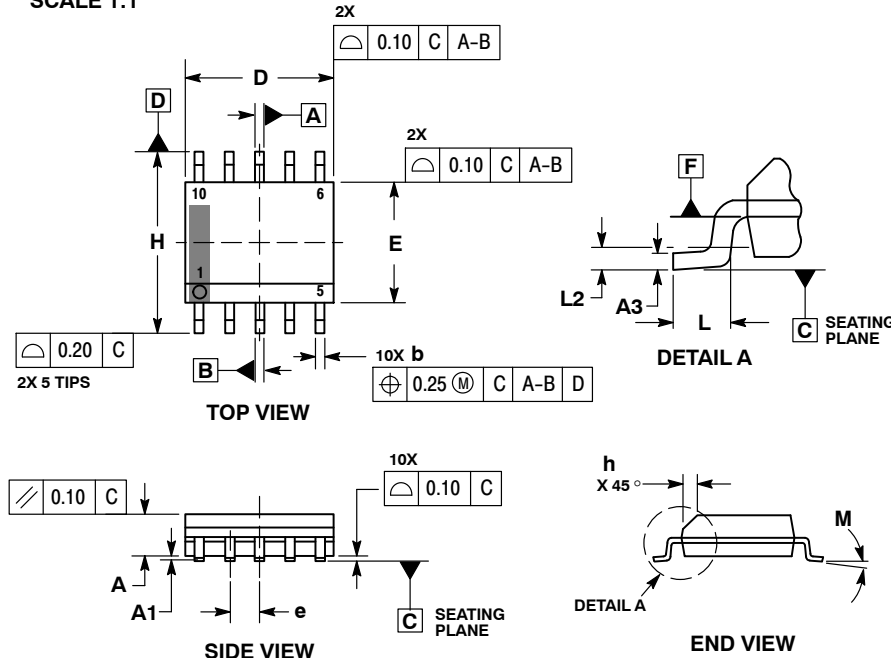 SCALE 1:1
2X
⌓ 0.10 C A-B
D
D
A
2X
⌓ 0.10 C A-B
10
6
H
E
1
5
⌓ 0.20 C
2X 5 TIPS
B
10X b
⌖ 0.25 Ⓜ C A-B D
TOP VIEW
F
L2
A3
L
C SEATING
PLANE
DETAIL A
// 0.10 C
10X
⌓ 0.10 C
A
A1
e
C SEATING
PLANE
SIDE VIEW
h
X 45°
M
DETAIL A
END VIEW